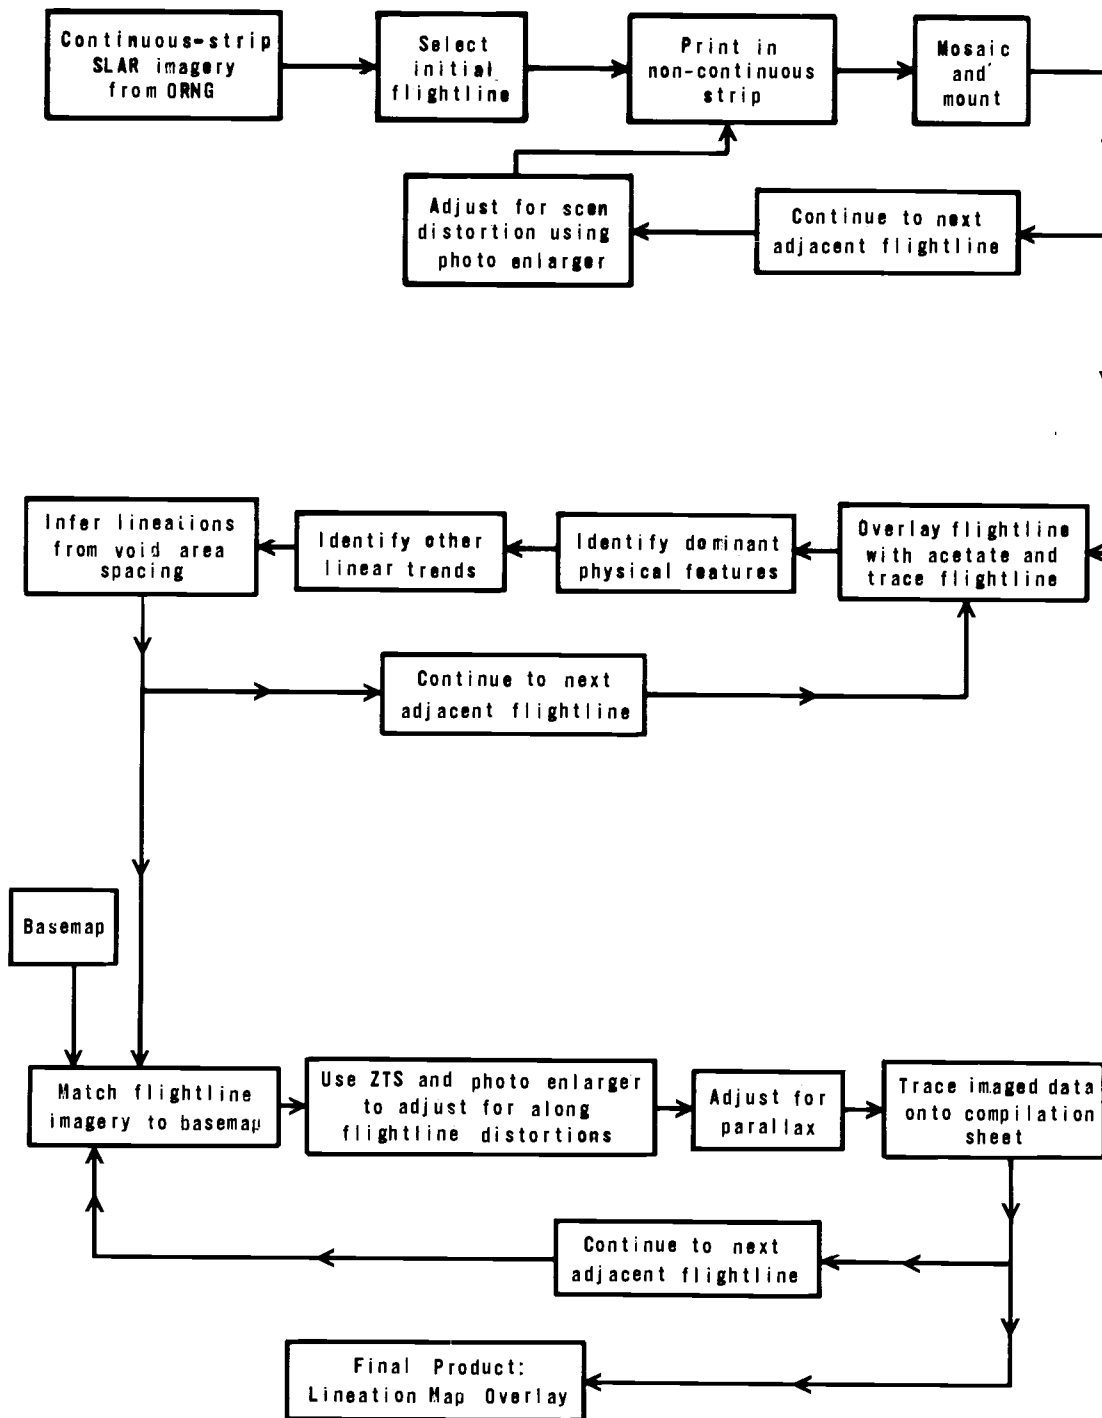 Continuous-strip
SLAR imagery
from ORNG
Select
initial
flightline
Print in
non-continuous
strip
Mosaic
and
mount
Adjust for scan
distortion using
photo enlarger
Continue to next
adjacent flightline
Infer lineations
from void area
spacing
Identify other
linear trends
Identify dominant
physical features
Overlay flightline
with acetate and
trace flightline
Continue to next
adjacent flightline
Basemap
Match flightline
imagery to basemap
Use ZTS and photo enlarger
to adjust for along
flightline distortions
Adjust for
parallax
Trace imaged data
onto compilation
sheet
Continue to next
adjacent flightline
Final Product:
Lineation Map Overlay